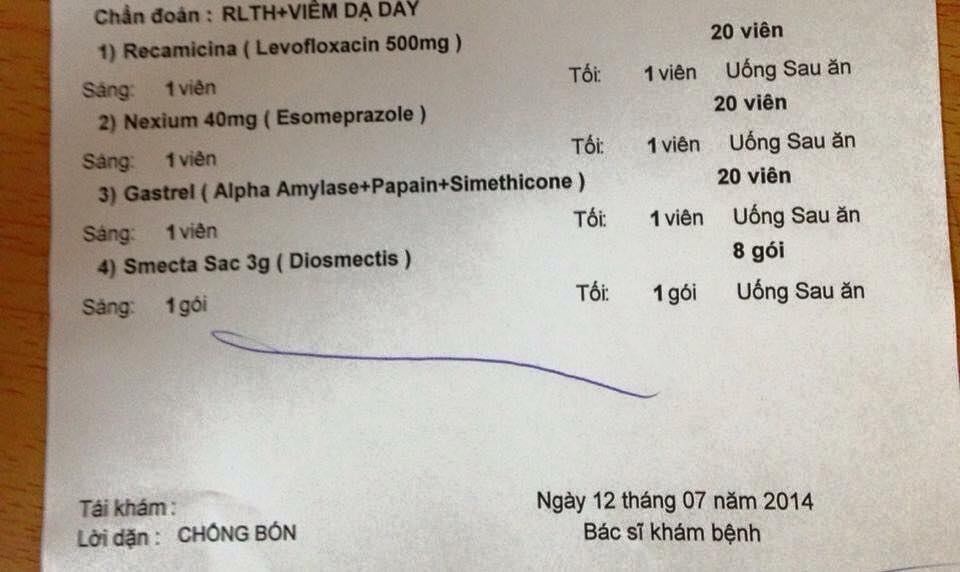 Chẩn đoán : RLTH+VIÊM DẠ DAY
1) Recamicina ( Levofloxacin 500mg ) 20 viên
Sáng: 1 viên Tối: 1 viên Uống Sau ăn
2) Nexium 40mg ( Esomeprazole ) 20 viên
Sáng: 1 viên Tối: 1 viên Uống Sau ăn
3) Gastrel ( Alpha Amylase+Papain+Simethicone ) 20 viên
Sáng: 1 viên Tối: 1 viên Uống Sau ăn
4) Smecta Sac 3g ( Diosmectis ) 8 gói
Sáng: 1 gói Tối: 1 gói Uống Sau ăn
Tái khám :
Lời dặn : CHỐNG BÓN
Ngày 12 tháng 07 năm 2014
Bác sĩ khám bệnh